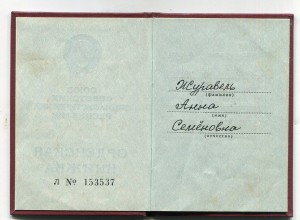 Л № 153537
Журавель
(фамилия)
Анна
(имя)
Семёновна
(отчество)